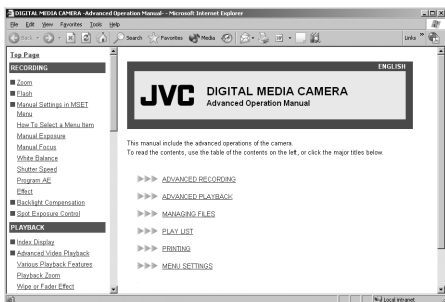 DIGITAL MEDIA CAMERA -Advanced Operation Manual- - Microsoft Internet Explorer
File Edit View Favorites Tools Help
Back Search Favorites Media Links
Top Page
RECORDING
Zoom
Flash
Manual Settings in MSET
Menu
How To Select a Menu Item
Manual Exposure
Manual Focus
White Balance
Shutter Speed
Program AE
Effect
Backlight Compensation
Spot Exposure Control
PLAYBACK
Index Display
Advanced Video Playback
Various Playback Features
Playback Zoom
Wipe or Fader Effect
ENGLISH
JVC
DIGITAL MEDIA CAMERA
Advanced Operation Manual
This manual include the advanced operations of the camera.
To read the contents, use the table of the contents on the left, or click the major titles below.
ADVANCED RECORDING
ADVANCED PLAYBACK
MANAGING FILES
PLAY LIST
PRINTING
MENU SETTINGS
Local intranet